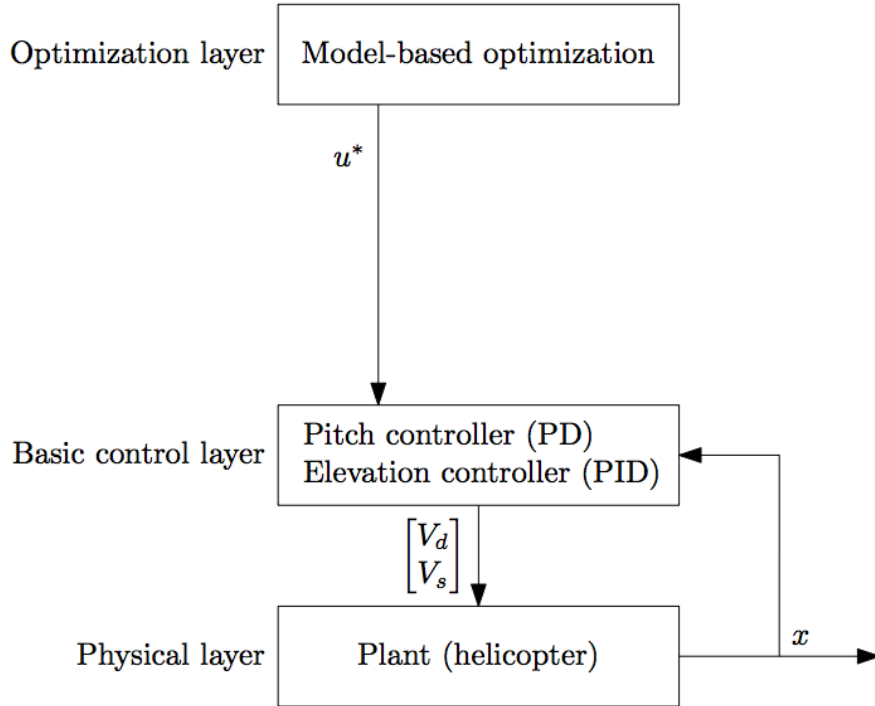 Optimization layer
Model-based optimization
u*
Basic control layer
Pitch controller (PD)
Elevation controller (PID)
V_d
V_s
Physical layer
Plant (helicopter)
x